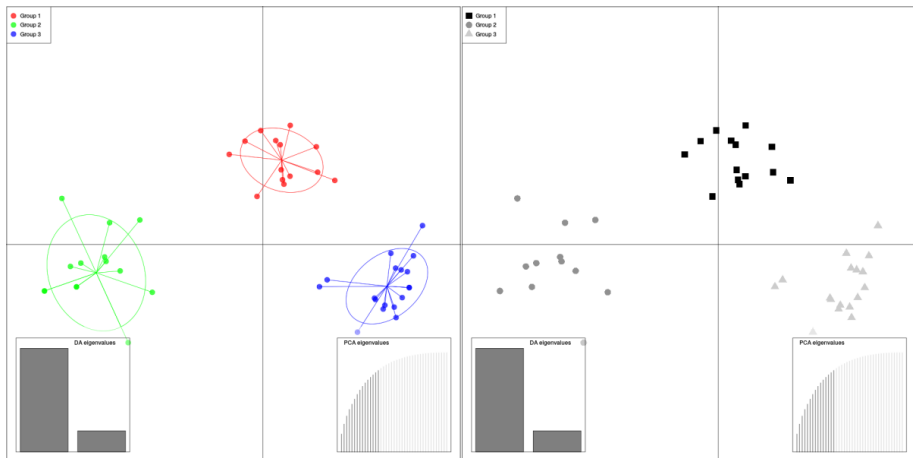 Group 1
Group 2
Group 3
DA eigenvalues
PCA eigenvalues
Group 1
Group 2
Group 3
DA eigenvalues
PCA eigenvalues